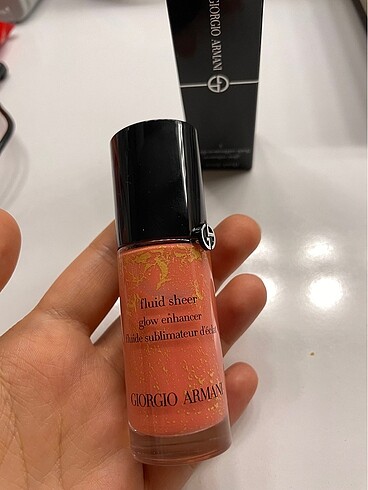 GIORGIO ARMANI
fluid sheer
glow enhancer
fluide sublimateur d'éclat
GIORGIO ARMANI